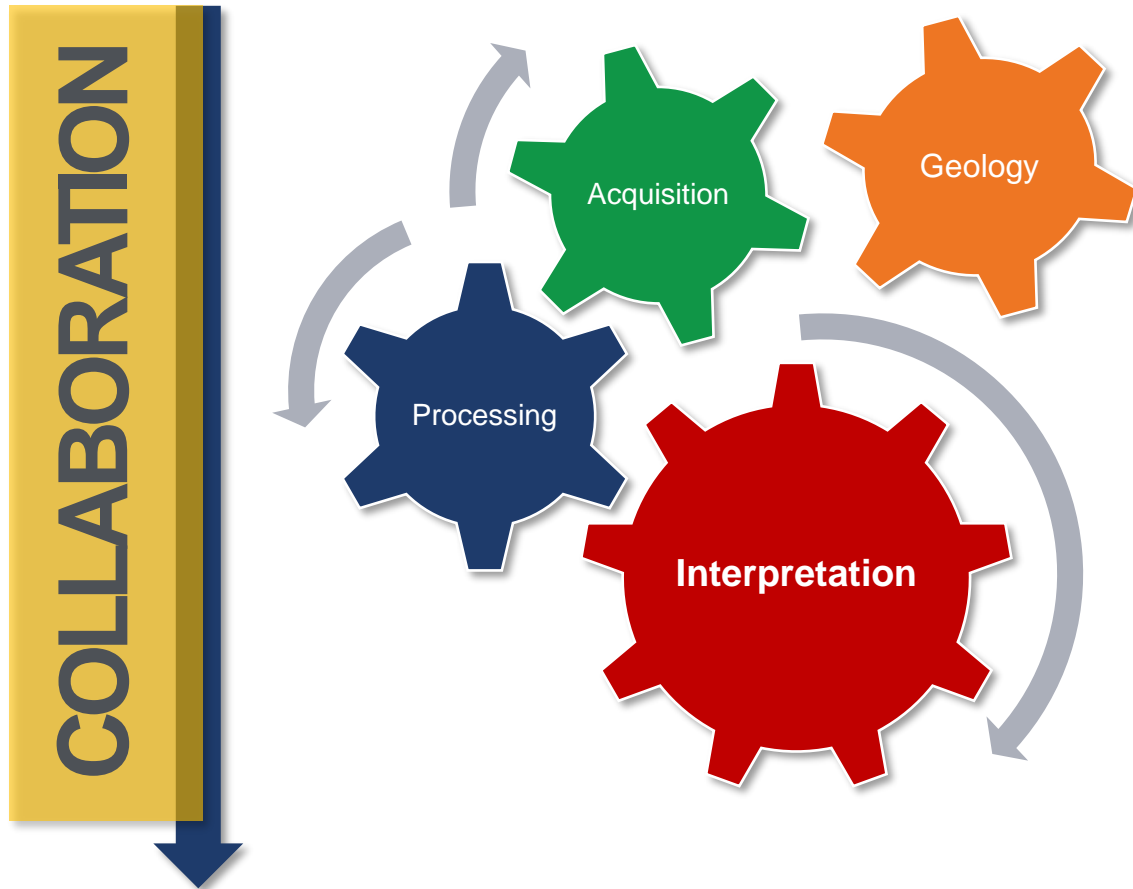 COLLABORATION
Acquisition
Geology
Processing
Interpretation